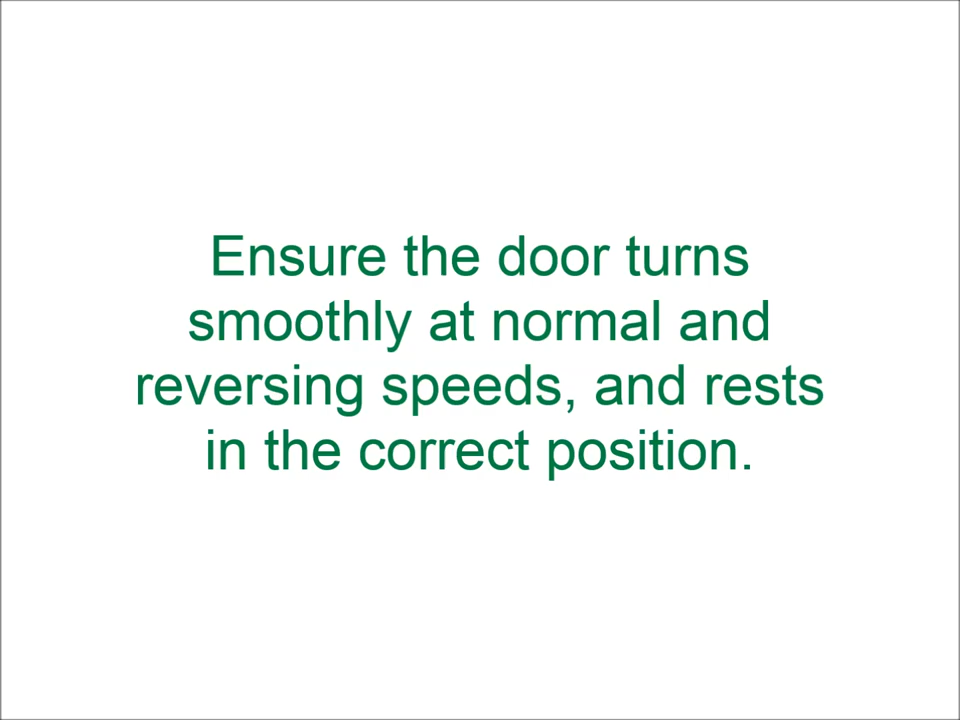 Ensure the door turns
smoothly at normal and
reversing speeds, and rests
in the correct position.